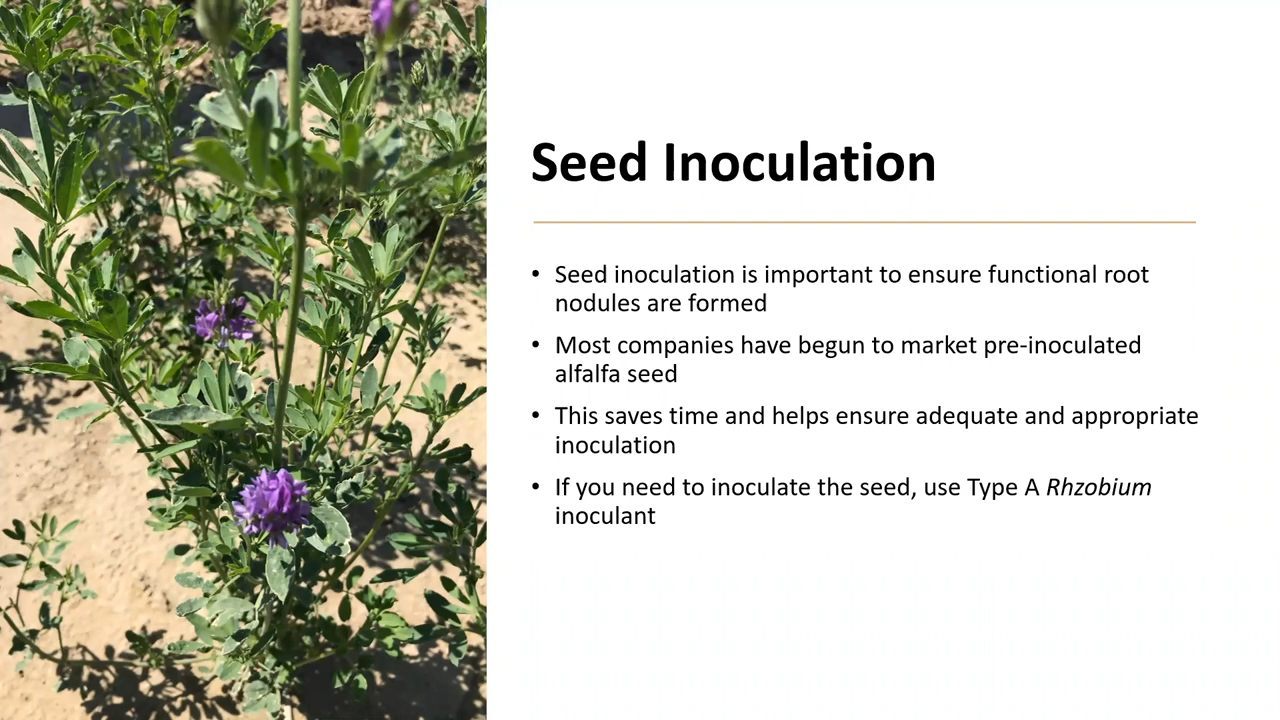 Seed Inoculation
• Seed inoculation is important to ensure functional root
nodules are formed
• Most companies have begun to market pre-inoculated
alfalfa seed
• This saves time and helps ensure adequate and appropriate
inoculation
• If you need to inoculate the seed, use Type A Rhzobium
inoculant